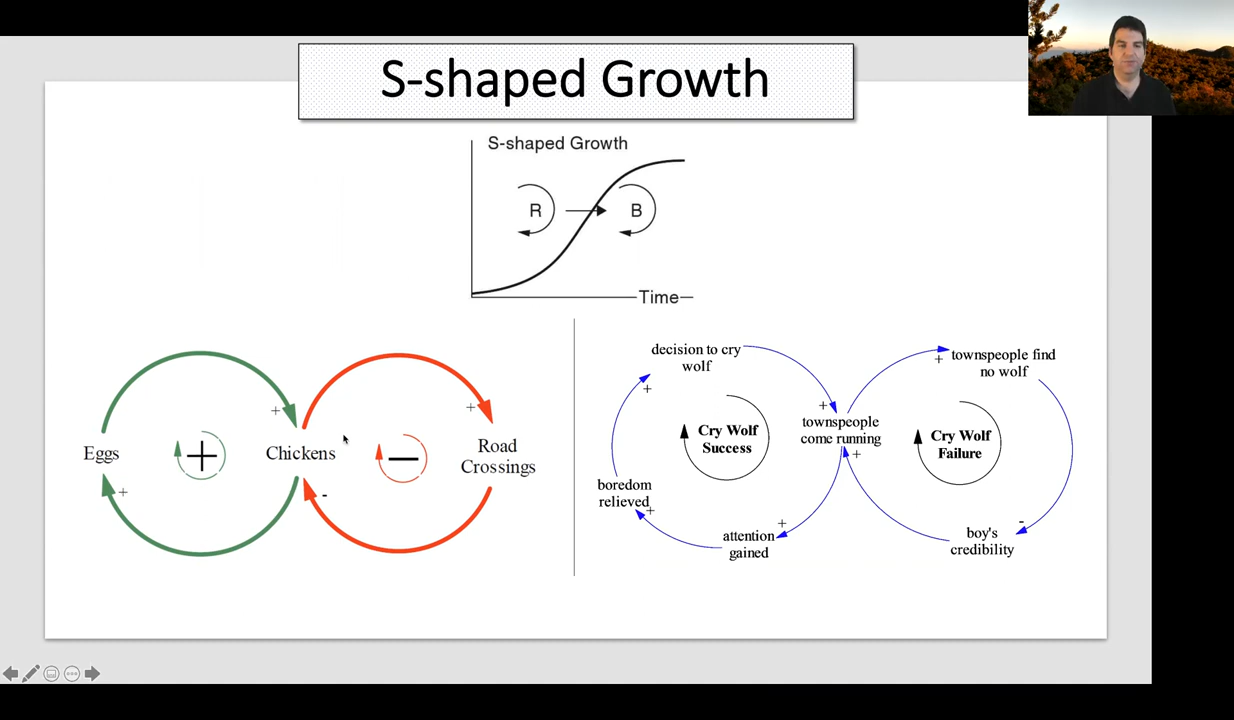 S-shaped Growth
S-shaped Growth
R
B
Time
Eggs
+
+
+
Chickens
-
+
−
Road
Crossings
decision to cry
wolf
+
+
Cry Wolf
Success
boredom
relieved
+
attention
gained
+
townspeople
come running
+
+
townspeople find
no wolf
Cry Wolf
Failure
-
boy's
credibility